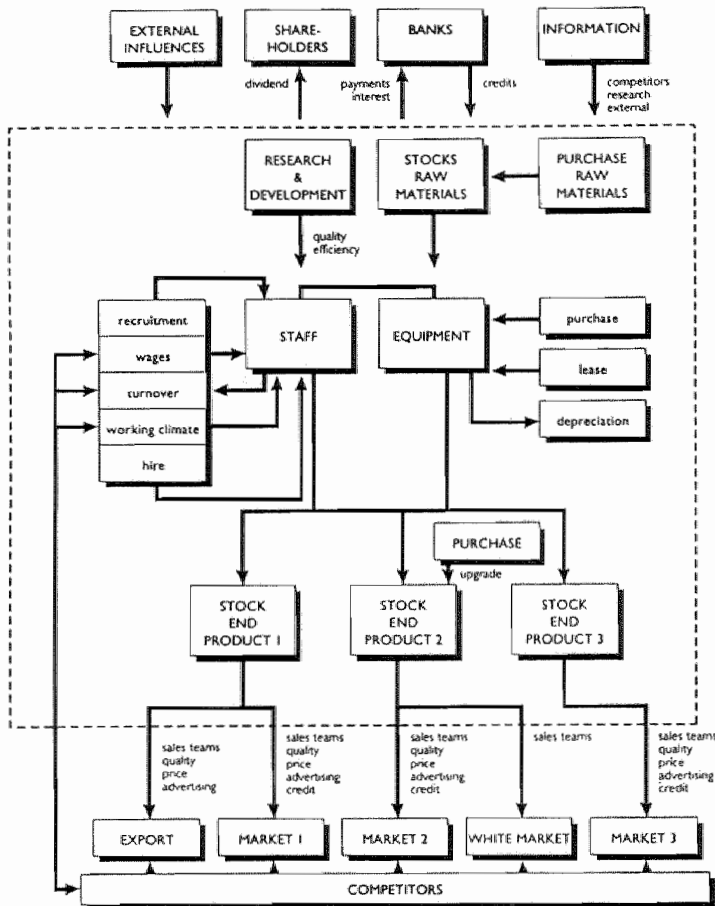 EXTERNAL
INFLUENCES
SHARE-
HOLDERS
BANKS
INFORMATION
dividend
payments
interest
credits
competitors
research
external
RESEARCH
&
DEVELOPMENT
STOCKS
RAW
MATERIALS
PURCHASE
RAW
MATERIALS
quality
efficiency
recruitment
wages
turnover
working climate
hire
STAFF
EQUIPMENT
purchase
lease
depreciation
PURCHASE
upgrade
STOCK
END
PRODUCT 1
STOCK
END
PRODUCT 2
STOCK
END
PRODUCT 3
sales teams
quality
price
advertising
sales teams
quality
price
advertising
credit
sales teams
quality
price
advertising
credit
sales teams
sales teams
quality
price
advertising
credit
EXPORT
MARKET 1
MARKET 2
WHITE MARKET
MARKET 3
COMPETITORS